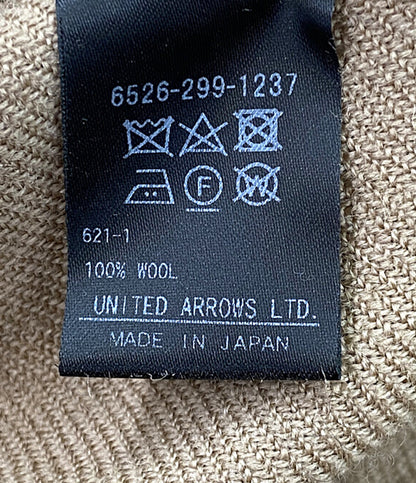 6526-299-1237
F W
621-1
100% WOOL
UNITED ARROWS LTD.
MADE IN JAPAN